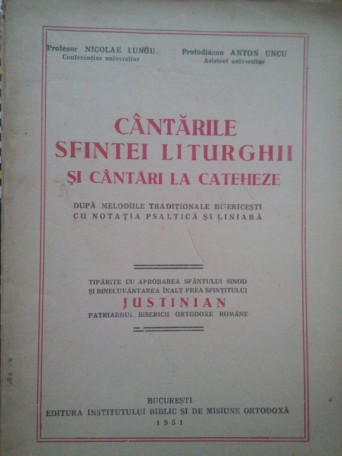 Profesor NICOLAE LUNGU
Conferențiar universitar
Protodiacon ANTON UNCU
Asistent universitar
CÂNTĂRILE
SFINTEI LITURGHII
ȘI CÂNTĂRI LA CATEHEZE
DUPĂ MELODIILE TRADIȚIONALE BISERICEȘTI
CU NOTAȚIA PSALTICĂ ȘI LINIARĂ
TIPĂRITE CU APROBAREA SFÂNTULUI SINOD
ȘI BINECUVÂNTAREA ÎNALT PREA SFINȚITULUI
JUSTINIAN
PATRIARHUL BISERICII ORTODOXE ROMÂNE
BUCUREȘTI
EDITURA INSTITUTULUI BIBLIC ȘI DE MISIUNE ORTODOXĂ
1951